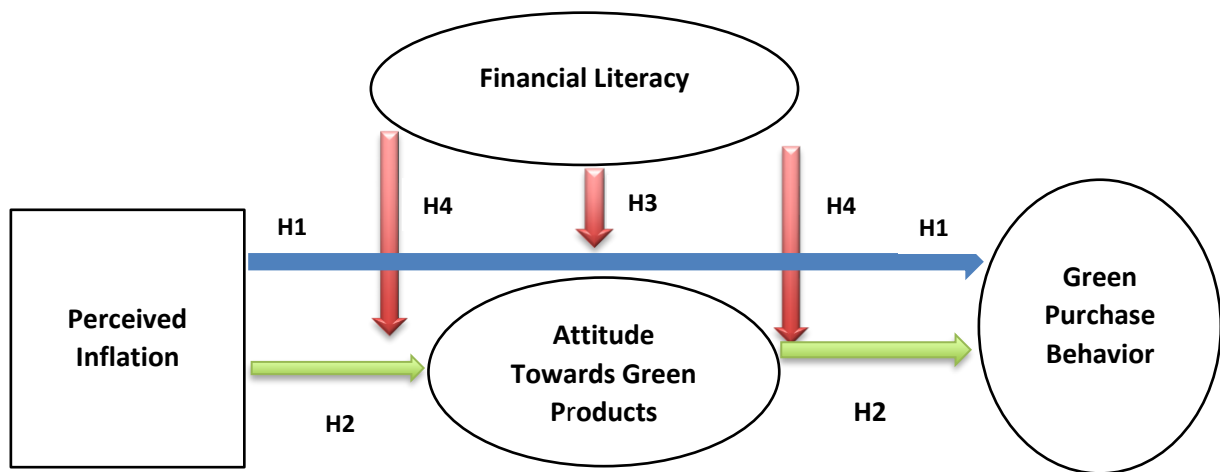 Financial Literacy
H4
H3
H4
H1
H1
Perceived
Inflation
Attitude
Towards Green
Products
Green
Purchase
Behavior
H2
H2